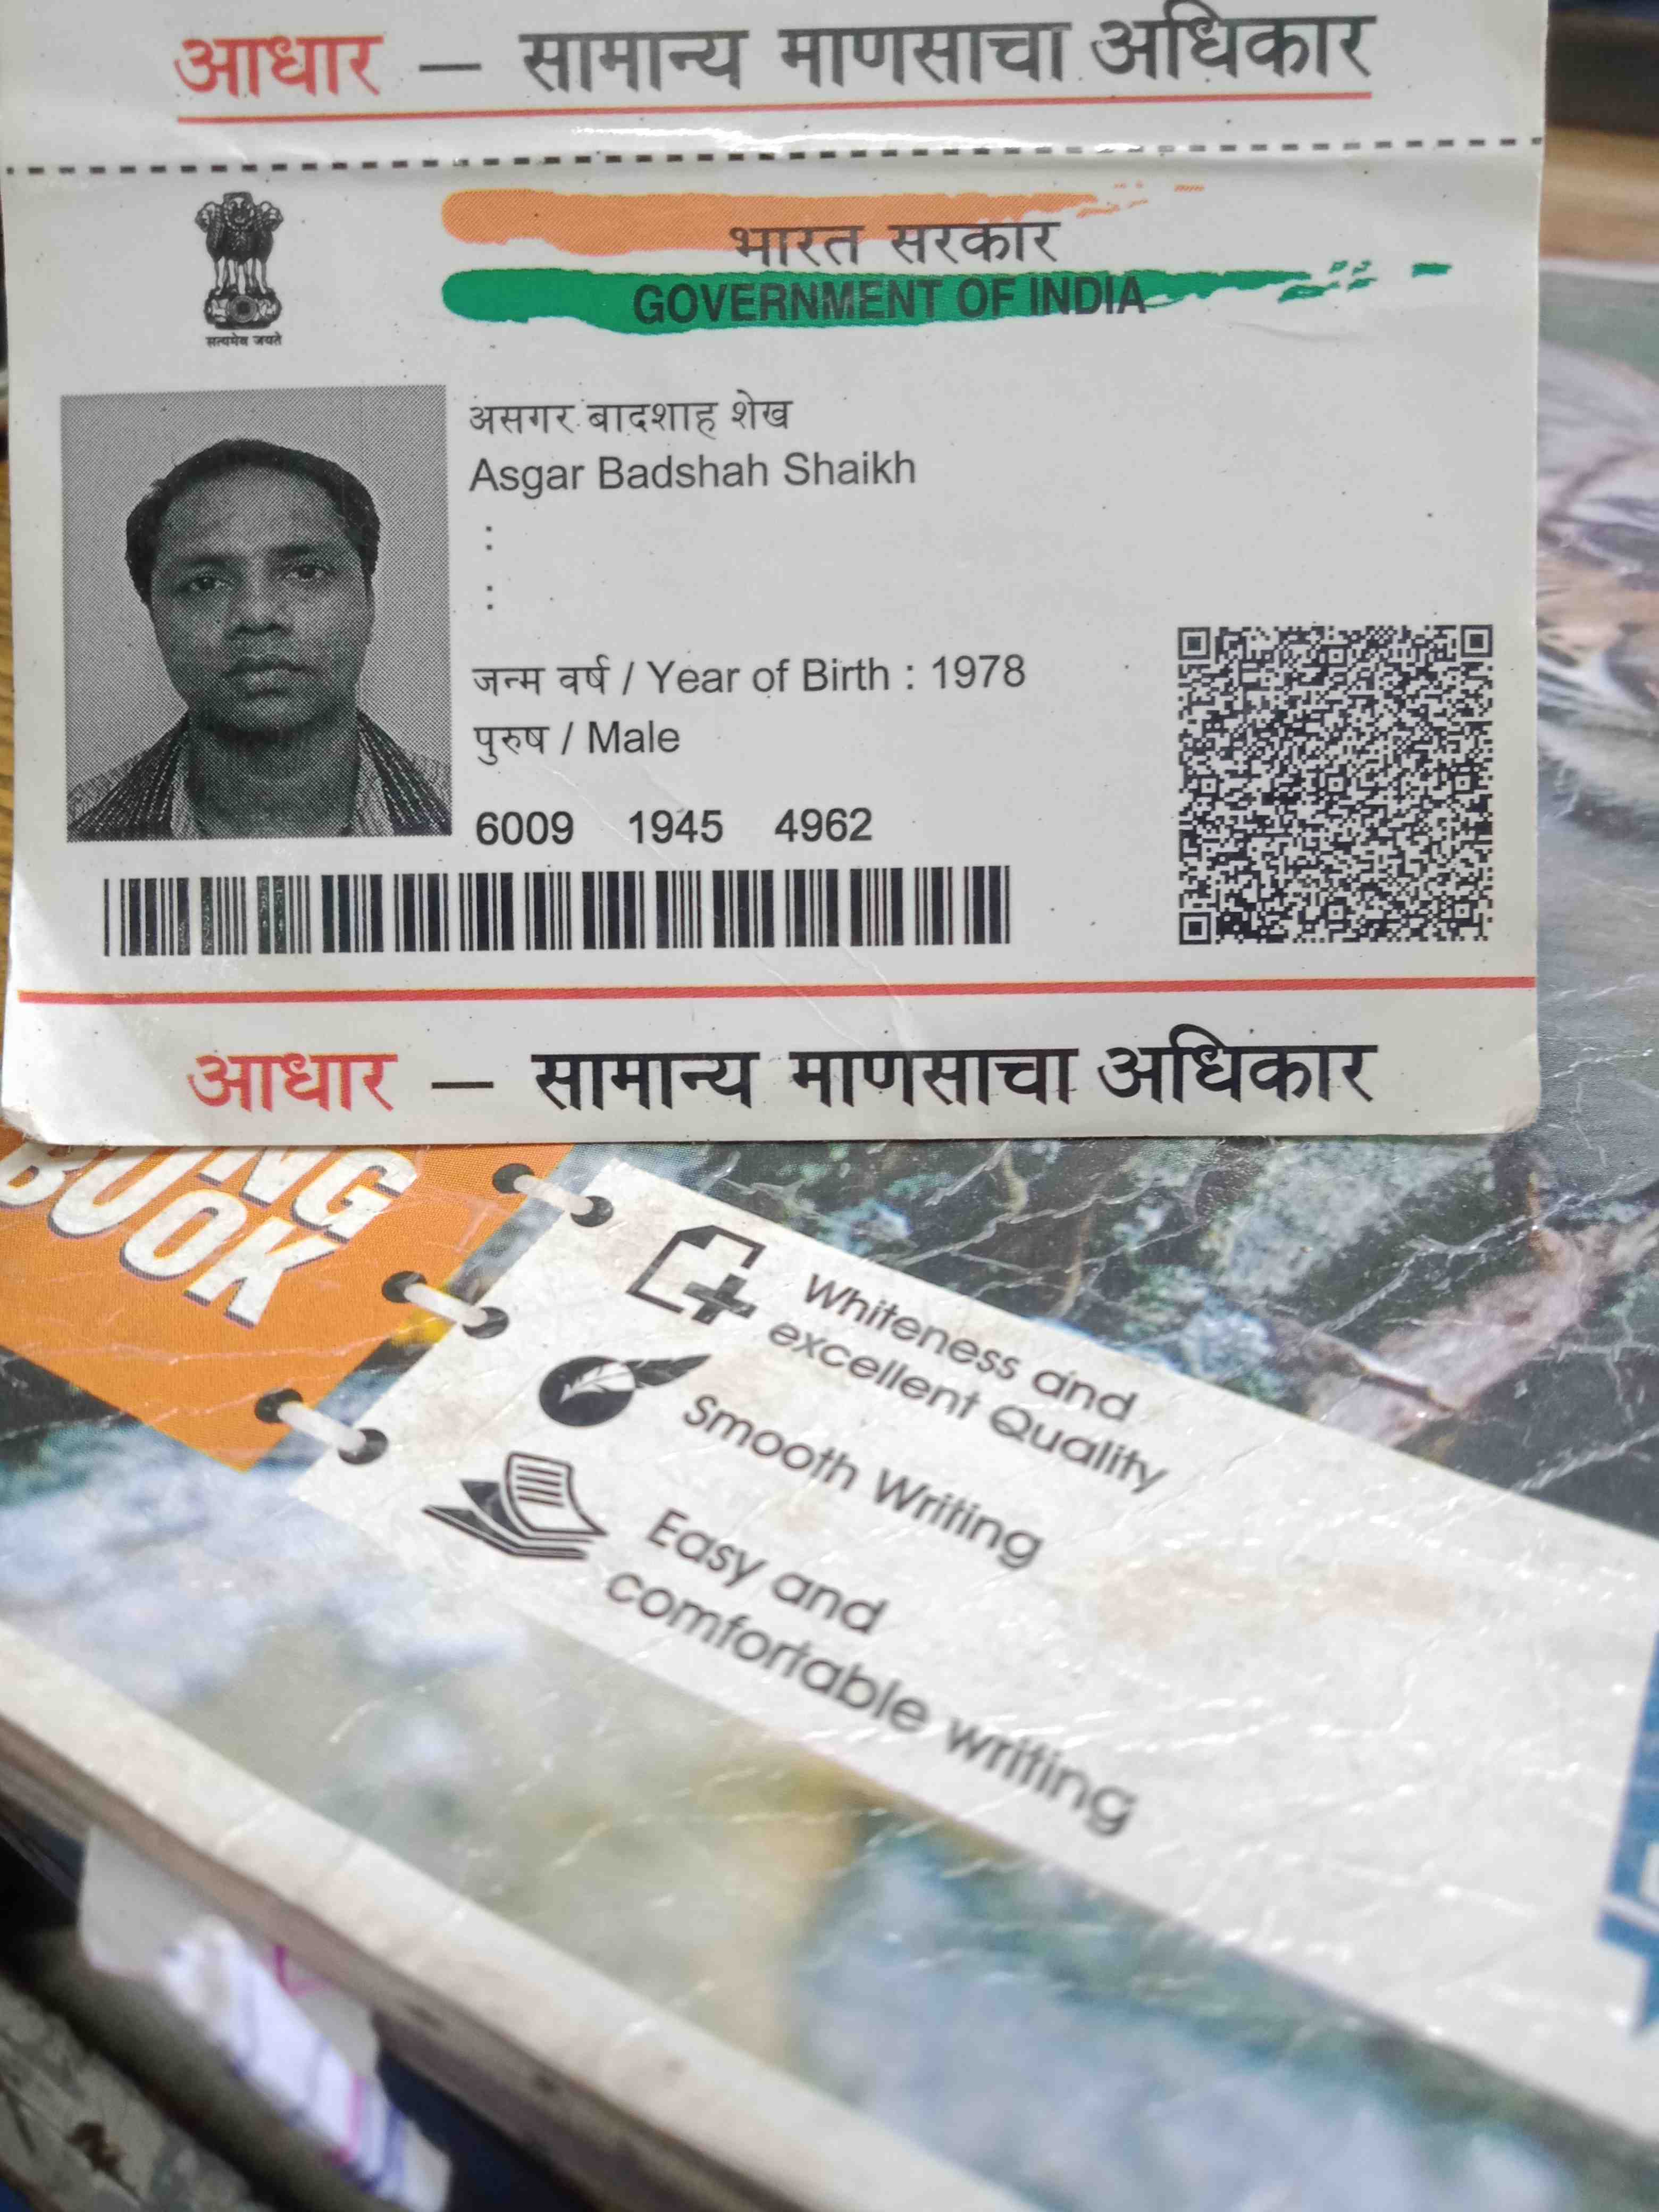 आधार — सामान्य माणसाचा अधिकार
सत्यमेव जयते
भारत सरकार
GOVERNMENT OF INDIA
असगर बादशाह शेख
Asgar Badshah Shaikh
:
:
जन्म वर्ष / Year of Birth : 1978
पुरुष / Male
6009 1945 4962
आधार — सामान्य माणसाचा अधिकार
BOOK
Whiteness and
excellent Quality
Smooth Writing
Easy and
comfortable writing